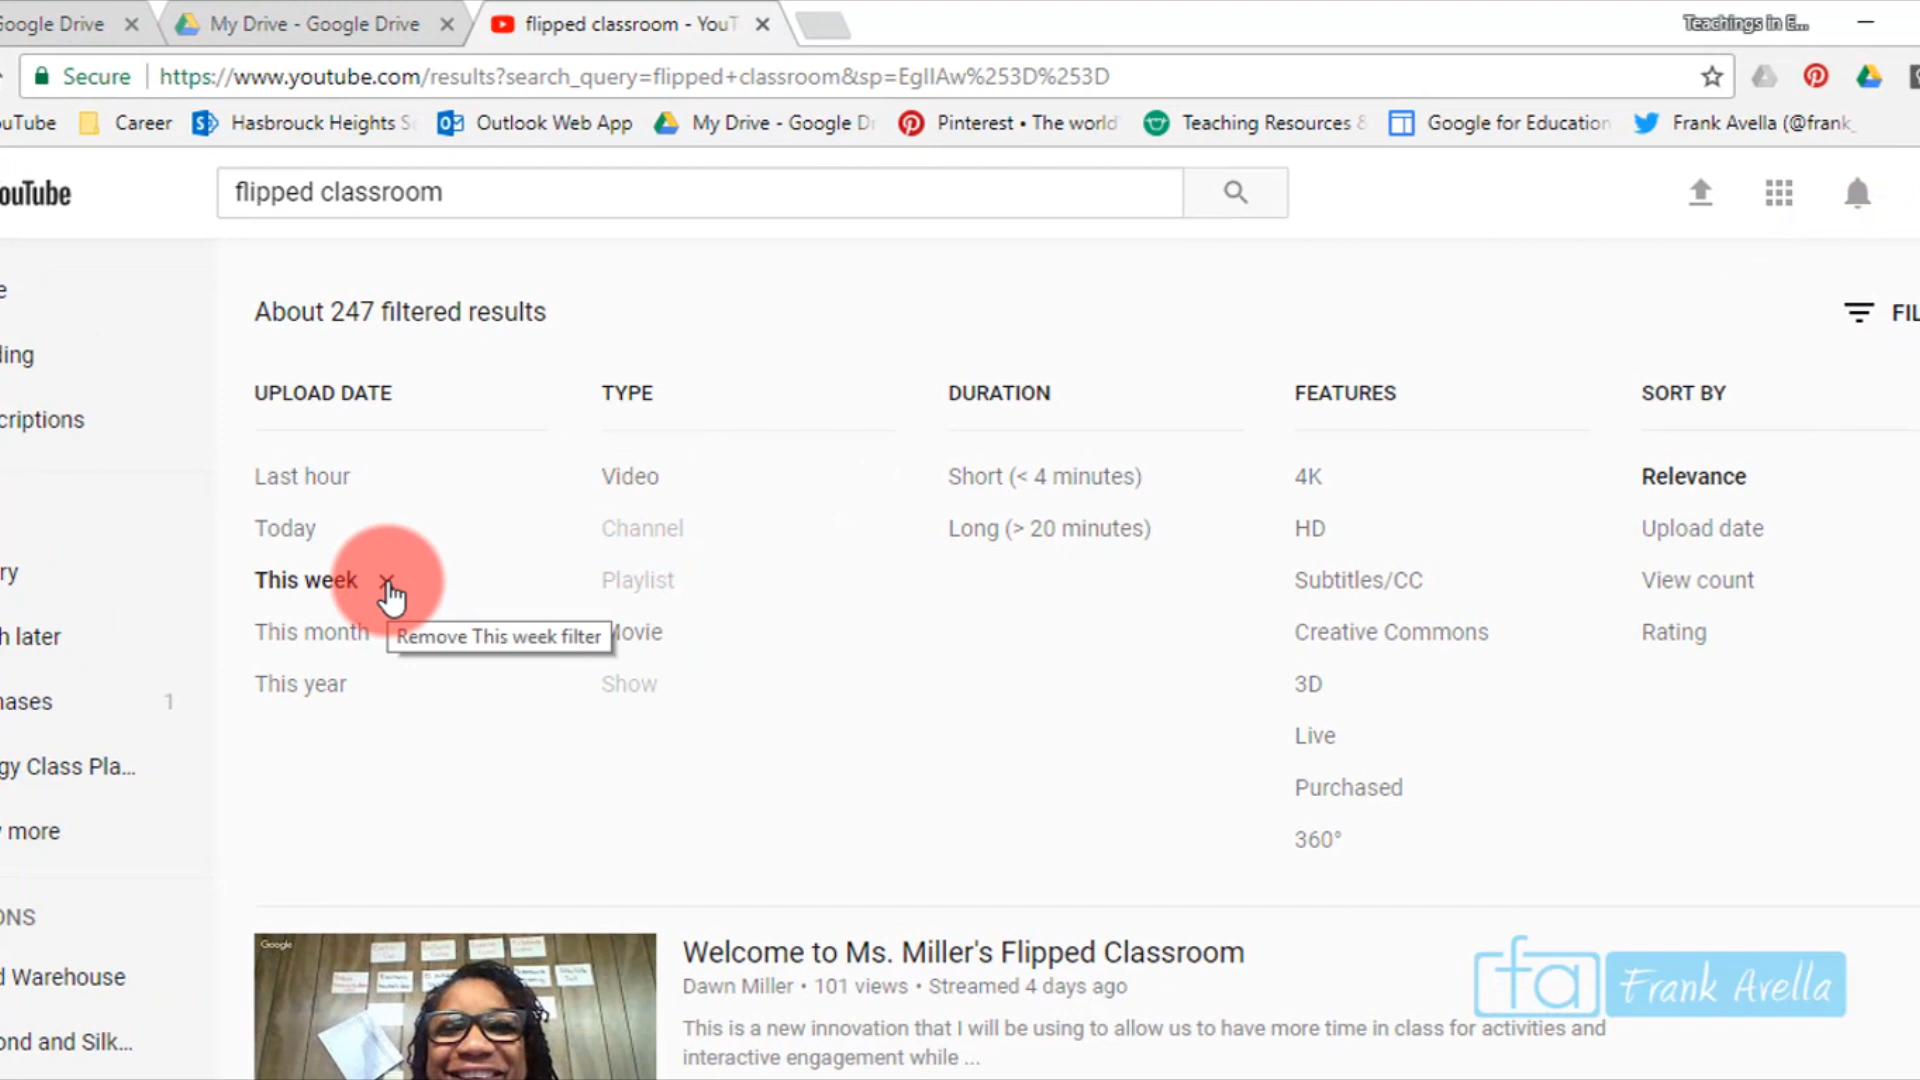 Google Drive
My Drive - Google Drive
flipped classroom - YouT
Teachings in E...
Secure https://www.youtube.com/results?search_query=flipped+classroom&sp=EgIIAw%253D%253D
ouTube Career Hasbrouck Heights S Outlook Web App My Drive - Google Dr Pinterest • The world Teaching Resources & Google for Education Frank Avella (@frank_
ouTube
flipped classroom
e
ding
criptions
ry
h later
hases 1
gy Class Pla...
more
ONS
d Warehouse
ond and Silk...
About 247 filtered results
FIL
UPLOAD DATE
Last hour
Today
This week
This month
This year
Remove This week filter
TYPE
Video
Channel
Playlist
Movie
Show
DURATION
Short (< 4 minutes)
Long (> 20 minutes)
FEATURES
4K
HD
Subtitles/CC
Creative Commons
3D
Live
Purchased
360°
SORT BY
Relevance
Upload date
View count
Rating
Google
Welcome to Ms. Miller's Flipped Classroom
Dawn Miller • 101 views • Streamed 4 days ago
This is a new innovation that I will be using to allow us to have more time in class for activities and
interactive engagement while ...
fa Frank Avella